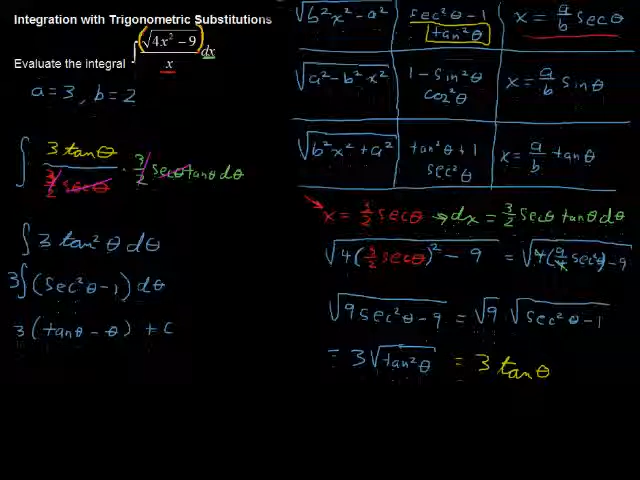 Integration with Trigonometric Substitutions
Evaluate the integral ∫ √(4x² − 9) / x dx
a = 3 , b = 2
∫ 3 tanθ / (3/2 secθ) · 3/2 secθ tanθ dθ
∫ 3 tan² θ dθ
3∫ (sec²θ − 1) dθ
3 (tanθ − θ) + C
√(b²x² − a²) sec²θ − 1 x = a/b secθ
tan²θ
√(a² − b²x²) 1 − sin²θ x = a/b sinθ
cos²θ
√(b²x² + a²) tan²θ + 1 x = a/b tanθ
sec²θ
x = 3/2 secθ → dx = 3/2 secθ tanθ dθ
√(4(3/2 secθ)² − 9) = √(4(9/4 sec²θ) − 9)
√(9sec²θ − 9) = √9 √(sec²θ − 1)
= 3√(tan²θ) = 3 tanθ